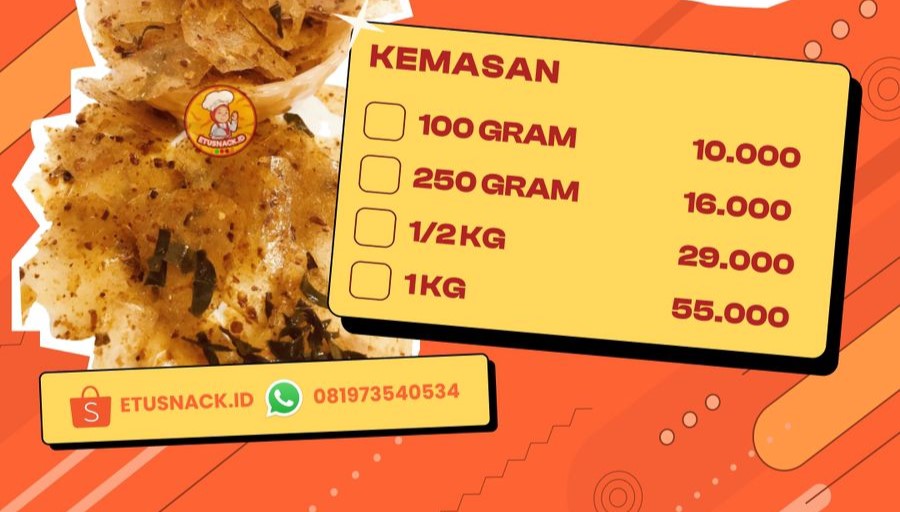 ETUSNACK.ID
KEMASAN
100 GRAM 10.000
250 GRAM 16.000
1/2 KG 29.000
1 KG 55.000
ETUSNACK.ID 081973540534